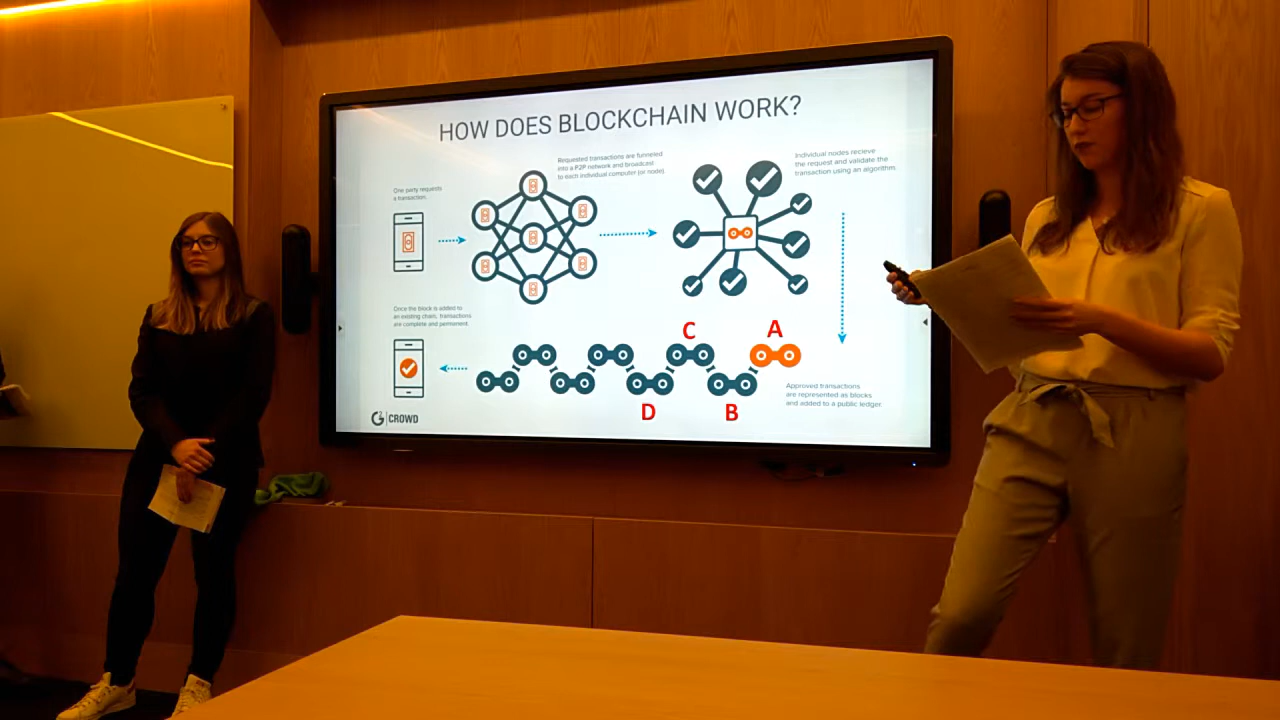 HOW DOES BLOCKCHAIN WORK?
Requested transactions are funneled
into a P2P network and broadcasted
to each individual computer (or node).
Individual nodes recieve
the request and validate the
transaction using an algorithm.
One party requests
a transaction.
Once the block is added to
an existing chain, transactions
are complete and permanent.
C
A
D
B
Approved transactions
are represented as blocks
and added to a public ledger.
G2 CROWD